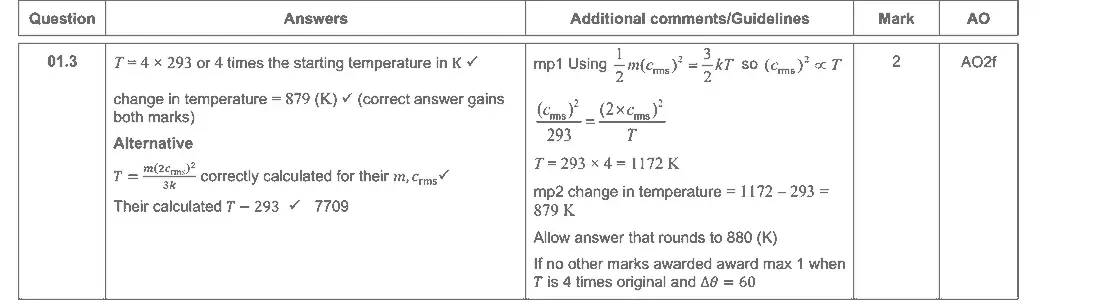 Question Answers Additional comments/Guidelines Mark AO
01.3 T = 4 × 293 or 4 times the starting temperature in K ✓ mp1 Using 1/2 m(c_rms)² = 3/2 kT so (c_rms)² ∝ T 2 AO2f
change in temperature = 879 (K) ✓ (correct answer gains
both marks)
Alternative
T = m(2c_rms)²/3k correctly calculated for their m, c_rms✓
Their calculated T − 293 ✓ 7709
(c_rms)²/293 = (2×c_rms)²/T
T = 293 × 4 = 1172 K
mp2 change in temperature = 1172 – 293 =
879 K
Allow answer that rounds to 880 (K)
If no other marks awarded award max 1 when
T is 4 times original and Δθ = 60